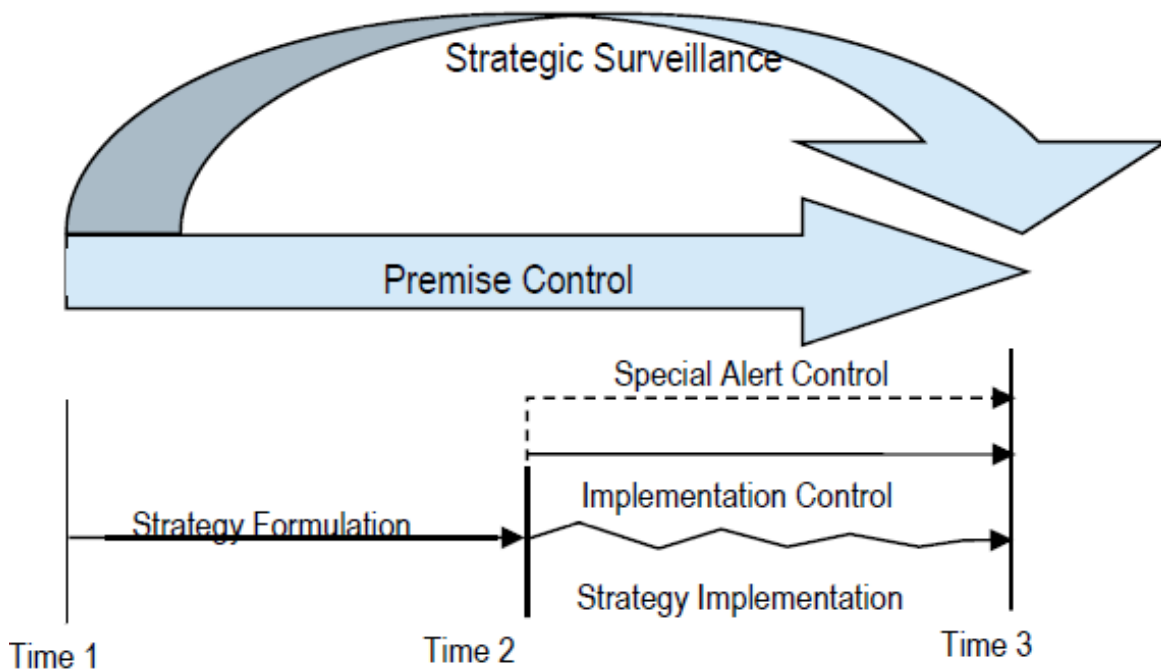 Strategic Surveillance
Premise Control
Special Alert Control
Implementation Control
Strategy Formulation
Strategy Implementation
Time 1
Time 2
Time 3